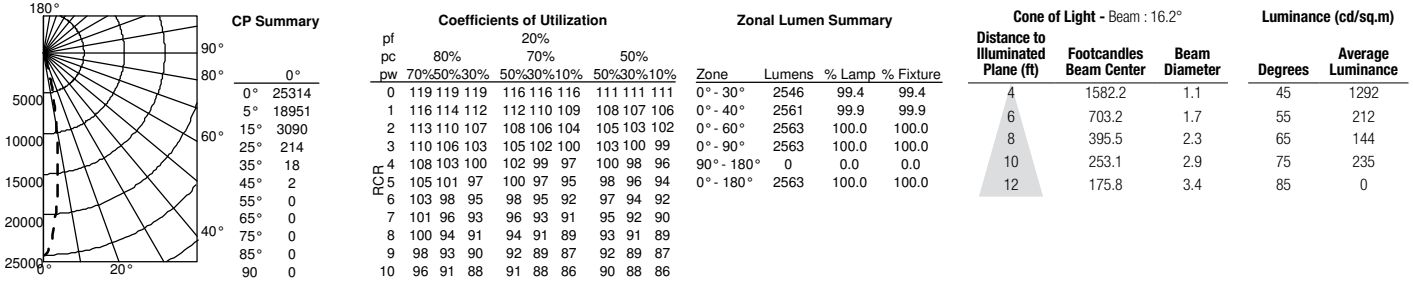 180°
90°
80°
60°
40°
20°
0°
5000
10000
15000
20000
25000
CP Summary
0°
0° 25314
5° 18951
15° 3090
25° 214
35° 18
45° 2
55° 0
65° 0
75° 0
85° 0
90 0
Coefficients of Utilization
pf 20%
pc 80% 70% 50%
pw 70%50%30% 50%30%10% 50%30%10%
RCR
0 119 119 119 116 116 116 111 111 111
1 116 114 112 112 110 109 108 107 106
2 113 110 107 108 106 104 105 103 102
3 110 106 103 105 102 100 103 100 99
4 108 103 100 102 99 97 100 98 96
5 105 101 97 100 97 95 98 96 94
6 103 98 95 98 95 92 97 94 92
7 101 96 93 96 93 91 95 92 90
8 100 94 91 94 91 89 93 91 89
9 98 93 90 92 89 87 92 89 87
10 96 91 88 91 88 86 90 88 86
Zonal Lumen Summary
Zone Lumens % Lamp % Fixture
0° - 30° 2546 99.4 99.4
0° - 40° 2561 99.9 99.9
0° - 60° 2563 100.0 100.0
0° - 90° 2563 100.0 100.0
90° - 180° 0 0.0 0.0
0° - 180° 2563 100.0 100.0
Cone of Light - Beam : 16.2°
Distance to
Illuminated Footcandles Beam
Plane (ft) Beam Center Diameter
4 1582.2 1.1
6 703.2 1.7
8 395.5 2.3
10 253.1 2.9
12 175.8 3.4
Luminance (cd/sq.m)
Average
Degrees Luminance
45 1292
55 212
65 144
75 235
85 0